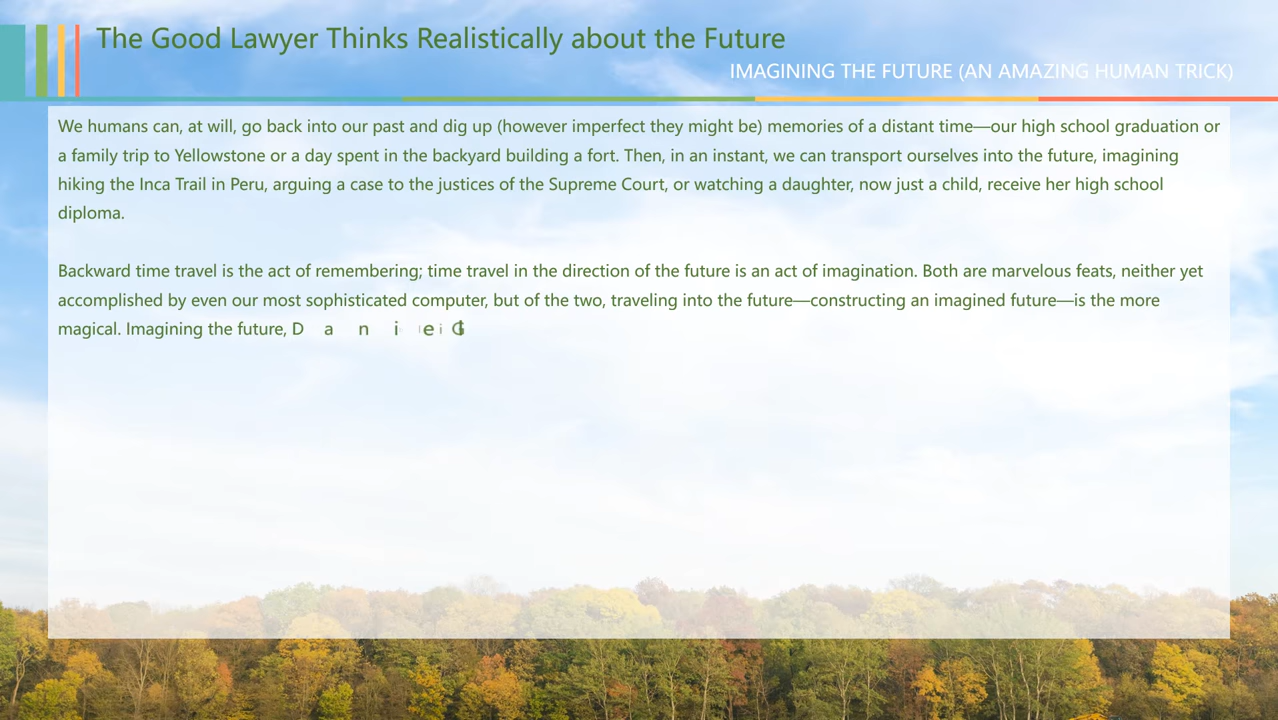 The Good Lawyer Thinks Realistically about the Future
IMAGINING THE FUTURE (AN AMAZING HUMAN TRICK)
We humans can, at will, go back into our past and dig up (however imperfect they might be) memories of a distant time—our high school graduation or
a family trip to Yellowstone or a day spent in the backyard building a fort. Then, in an instant, we can transport ourselves into the future, imagining
hiking the Inca Trail in Peru, arguing a case to the justices of the Supreme Court, or watching a daughter, now just a child, receive her high school
diploma.
Backward time travel is the act of remembering; time travel in the direction of the future is an act of imagination. Both are marvelous feats, neither yet
accomplished by even our most sophisticated computer, but of the two, traveling into the future—constructing an imagined future—is the more
magical. Imagining the future,